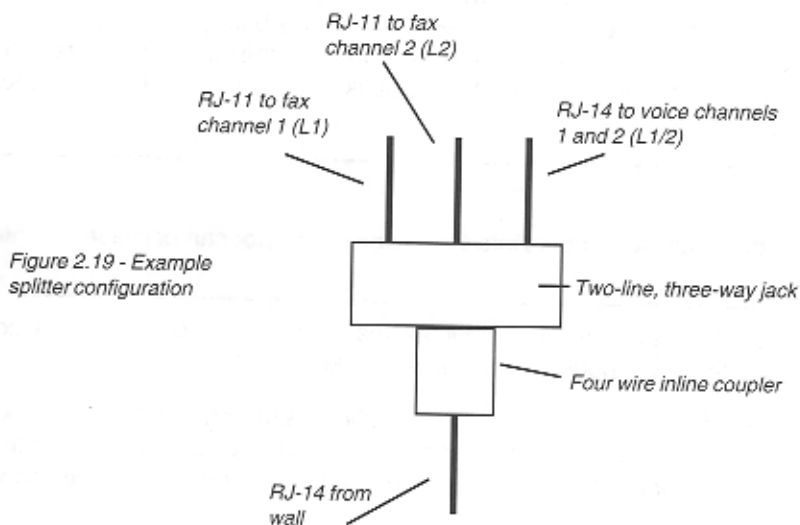 RJ-11 to fax
channel 2 (L2)
RJ-11 to fax
channel 1 (L1)
RJ-14 to voice channels
1 and 2 (L1/2)
Figure 2.19 - Example
splitter configuration
Two-line, three-way jack
Four wire inline coupler
RJ-14 from
wall